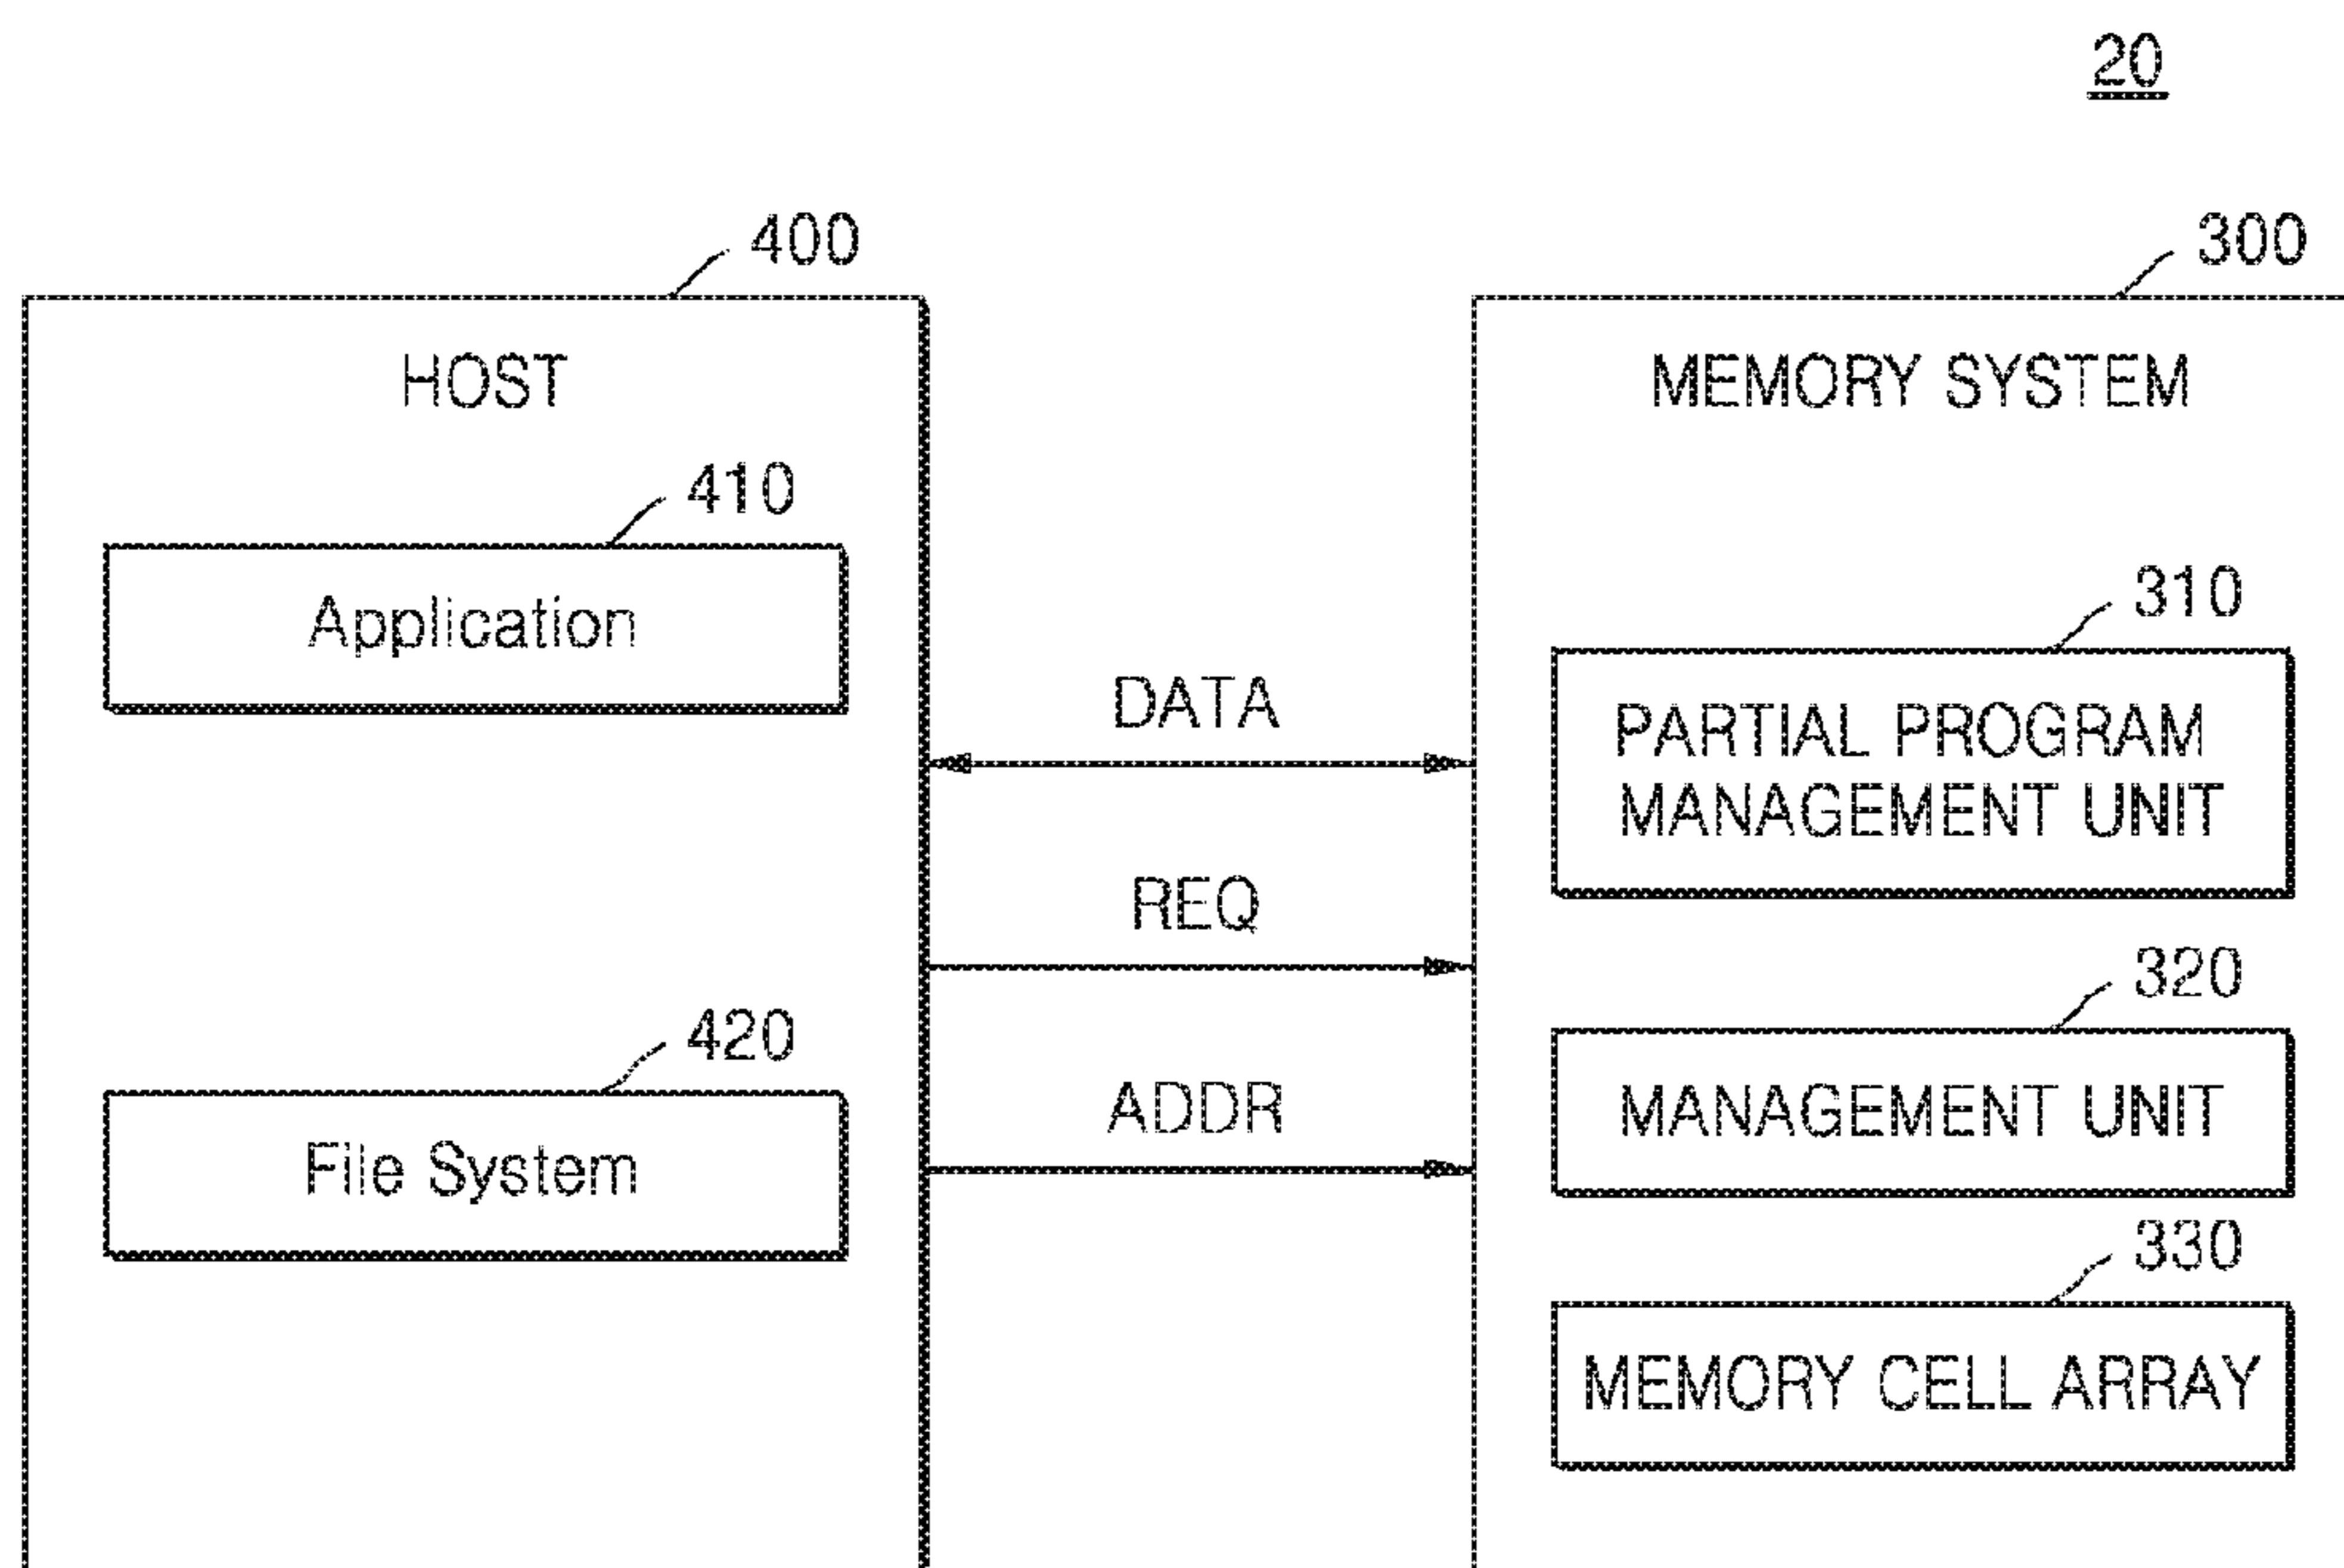 20
400
300
HOST
MEMORY SYSTEM
410
Application
310
PARTIAL PROGRAM
MANAGEMENT UNIT
DATA
REQ
320
MANAGEMENT UNIT
420
File System
ADDR
330
MEMORY CELL ARRAY